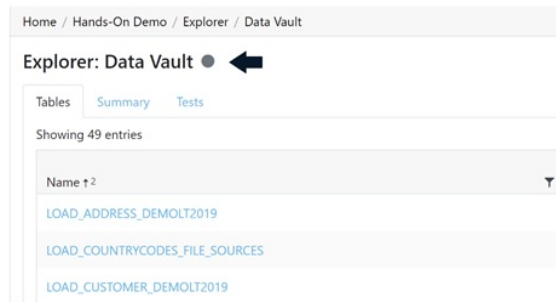 Home / Hands-On Demo / Explorer / Data Vault
Explorer: Data Vault
Tables Summary Tests
Showing 49 entries
Name ↑2
LOAD_ADDRESS_DEMOLT2019
LOAD_COUNTRYCODES_FILE_SOURCES
LOAD_CUSTOMER_DEMOLT2019